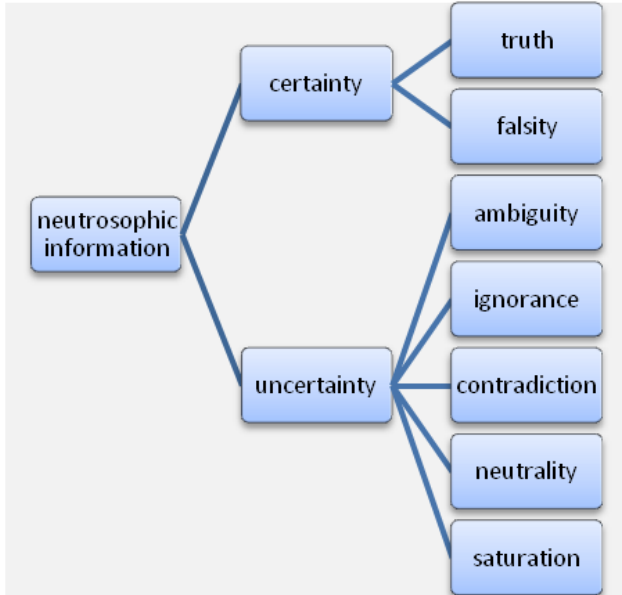 neutrosophic
information
certainty
truth
falsity
uncertainty
ambiguity
ignorance
contradiction
neutrality
saturation